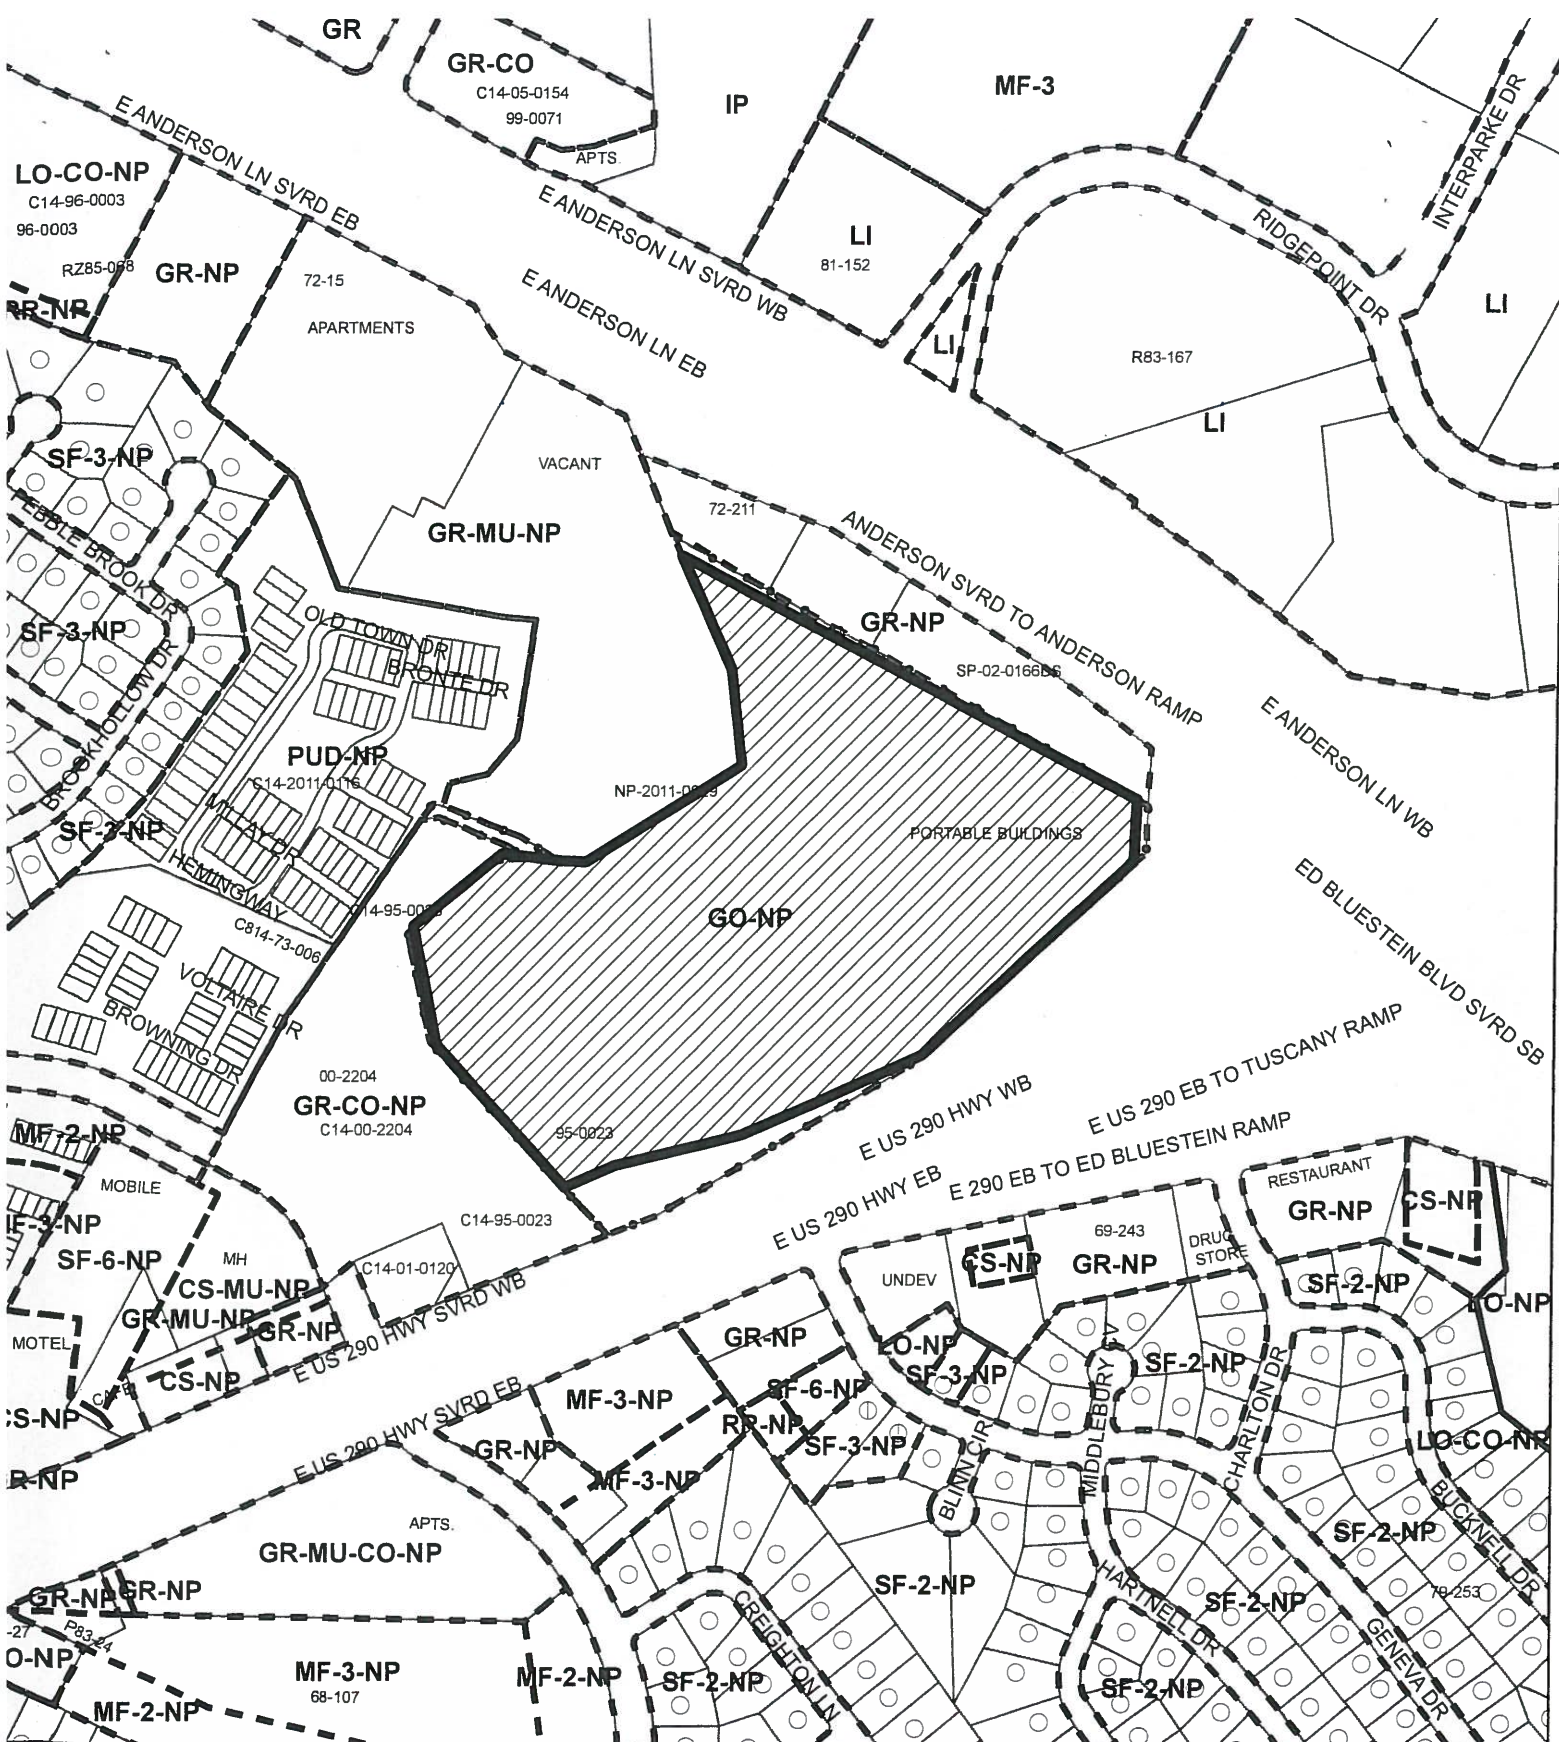 GR
GR-CO
C14-05-0154
99-0071
APTS.
IP
MF-3
INTERPARKE DR
E ANDERSON LN SVRD EB
LO-CO-NP
C14-96-0003
96-0003
GR-NP
72-15
APARTMENTS
E ANDERSON LN SVRD WB
E ANDERSON LN EB
LI
81-152
LI
RIDGEPOINT DR
LI
R83-167
LI
RR-NP
SF-3-NP
PEBBLE BROOK DR
VACANT
GR-MU-NP
72-211
ANDERSON SVRD TO ANDERSON RAMP
GR-NP
SF-3-NP
OLD TOWN DR
BRONTE DR
BROOKHOLLOW DR
PUD-NP
C14-2011-0116
E ANDERSON LN WB
PORTABLE BUILDINGS
SF-3-NP
MILLAY DR
HEMINGWAY
C814-73-006
GO-NP
ED BLUESTEIN BLVD SVRD SB
VOLTAIRE DR
BROWNING DR
00-2204
GR-CO-NP
C14-00-2204
95-0023
E US 290 HWY WB
E US 290 EB TO TUSCANY RAMP
E 290 EB TO ED BLUESTEIN RAMP
E US 290 HWY EB
MF-2-NP
MOBILE
C14-95-0023
RESTAURANT
GR-NP
CS-NP
SF-6-NP
MH
CS-MU-NP
C14-01-0120
GR-MU-NP
GR-NP
E US 290 HWY SVRD WB
UNDEV
CS-NP
69-243
GR-NP
DRUG
STORE
SF-2-NP
LO-NP
MOTEL
CS-NP
GR-NP
LO-NP
SF-3-NP
MIDDLEBURY CV
SF-2-NP
CHARLTON DR
MF-3-NP
SF-6-NP
RR-NP
SF-3-NP
CS-NP
E US 290 HWY SVRD EB
GR-NP
MF-3-NP
BLINN CIR
LO-CO-NP
BUCKNELL DR
APTS.
GR-MU-CO-NP
SF-2-NP
SF-2-NP
HARTNELL DR
SF-2-NP
GENEVA DR
79-253
GR-NP
GR-NP
P83-24
MF-3-NP
68-107
MF-2-NP
SF-2-NP
CREIGHTON LN
SF-2-NP
MF-2-NP